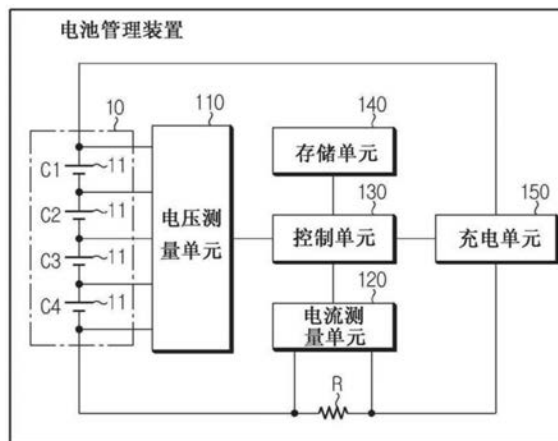 电池管理装置
10
110
140
C1
11
存储单元
130
150
C2
11
电压测
量单元
控制单元
充电单元
C3
11
120
C4
11
电流测
量单元
R